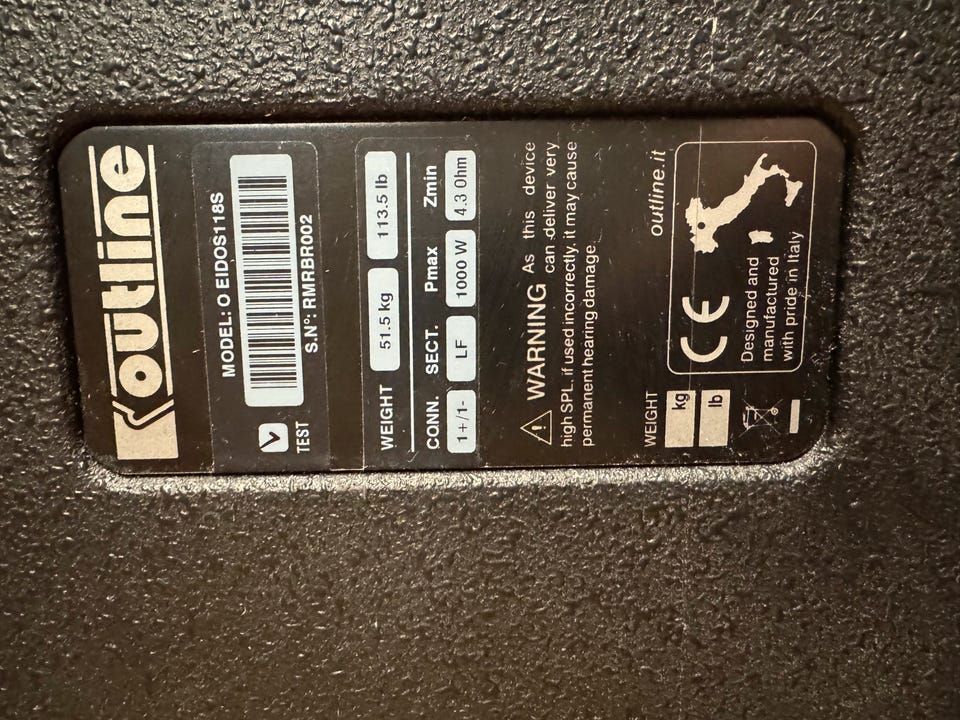 outline
MODEL: O EIDOS118S
S.N°: RMRBR002
TEST
WEIGHT 51.5 kg 113.5 lb
CONN. SECT. Pmax Zmin
1+/1- LF 1000 W 4.3 Ohm
WARNING As this device
can deliver very
high SPL. if used incorrectly, it may cause
permanent hearing damage.
outline.it
WEIGHT
kg
lb
CE
Designed and
manufactured
with pride in Italy